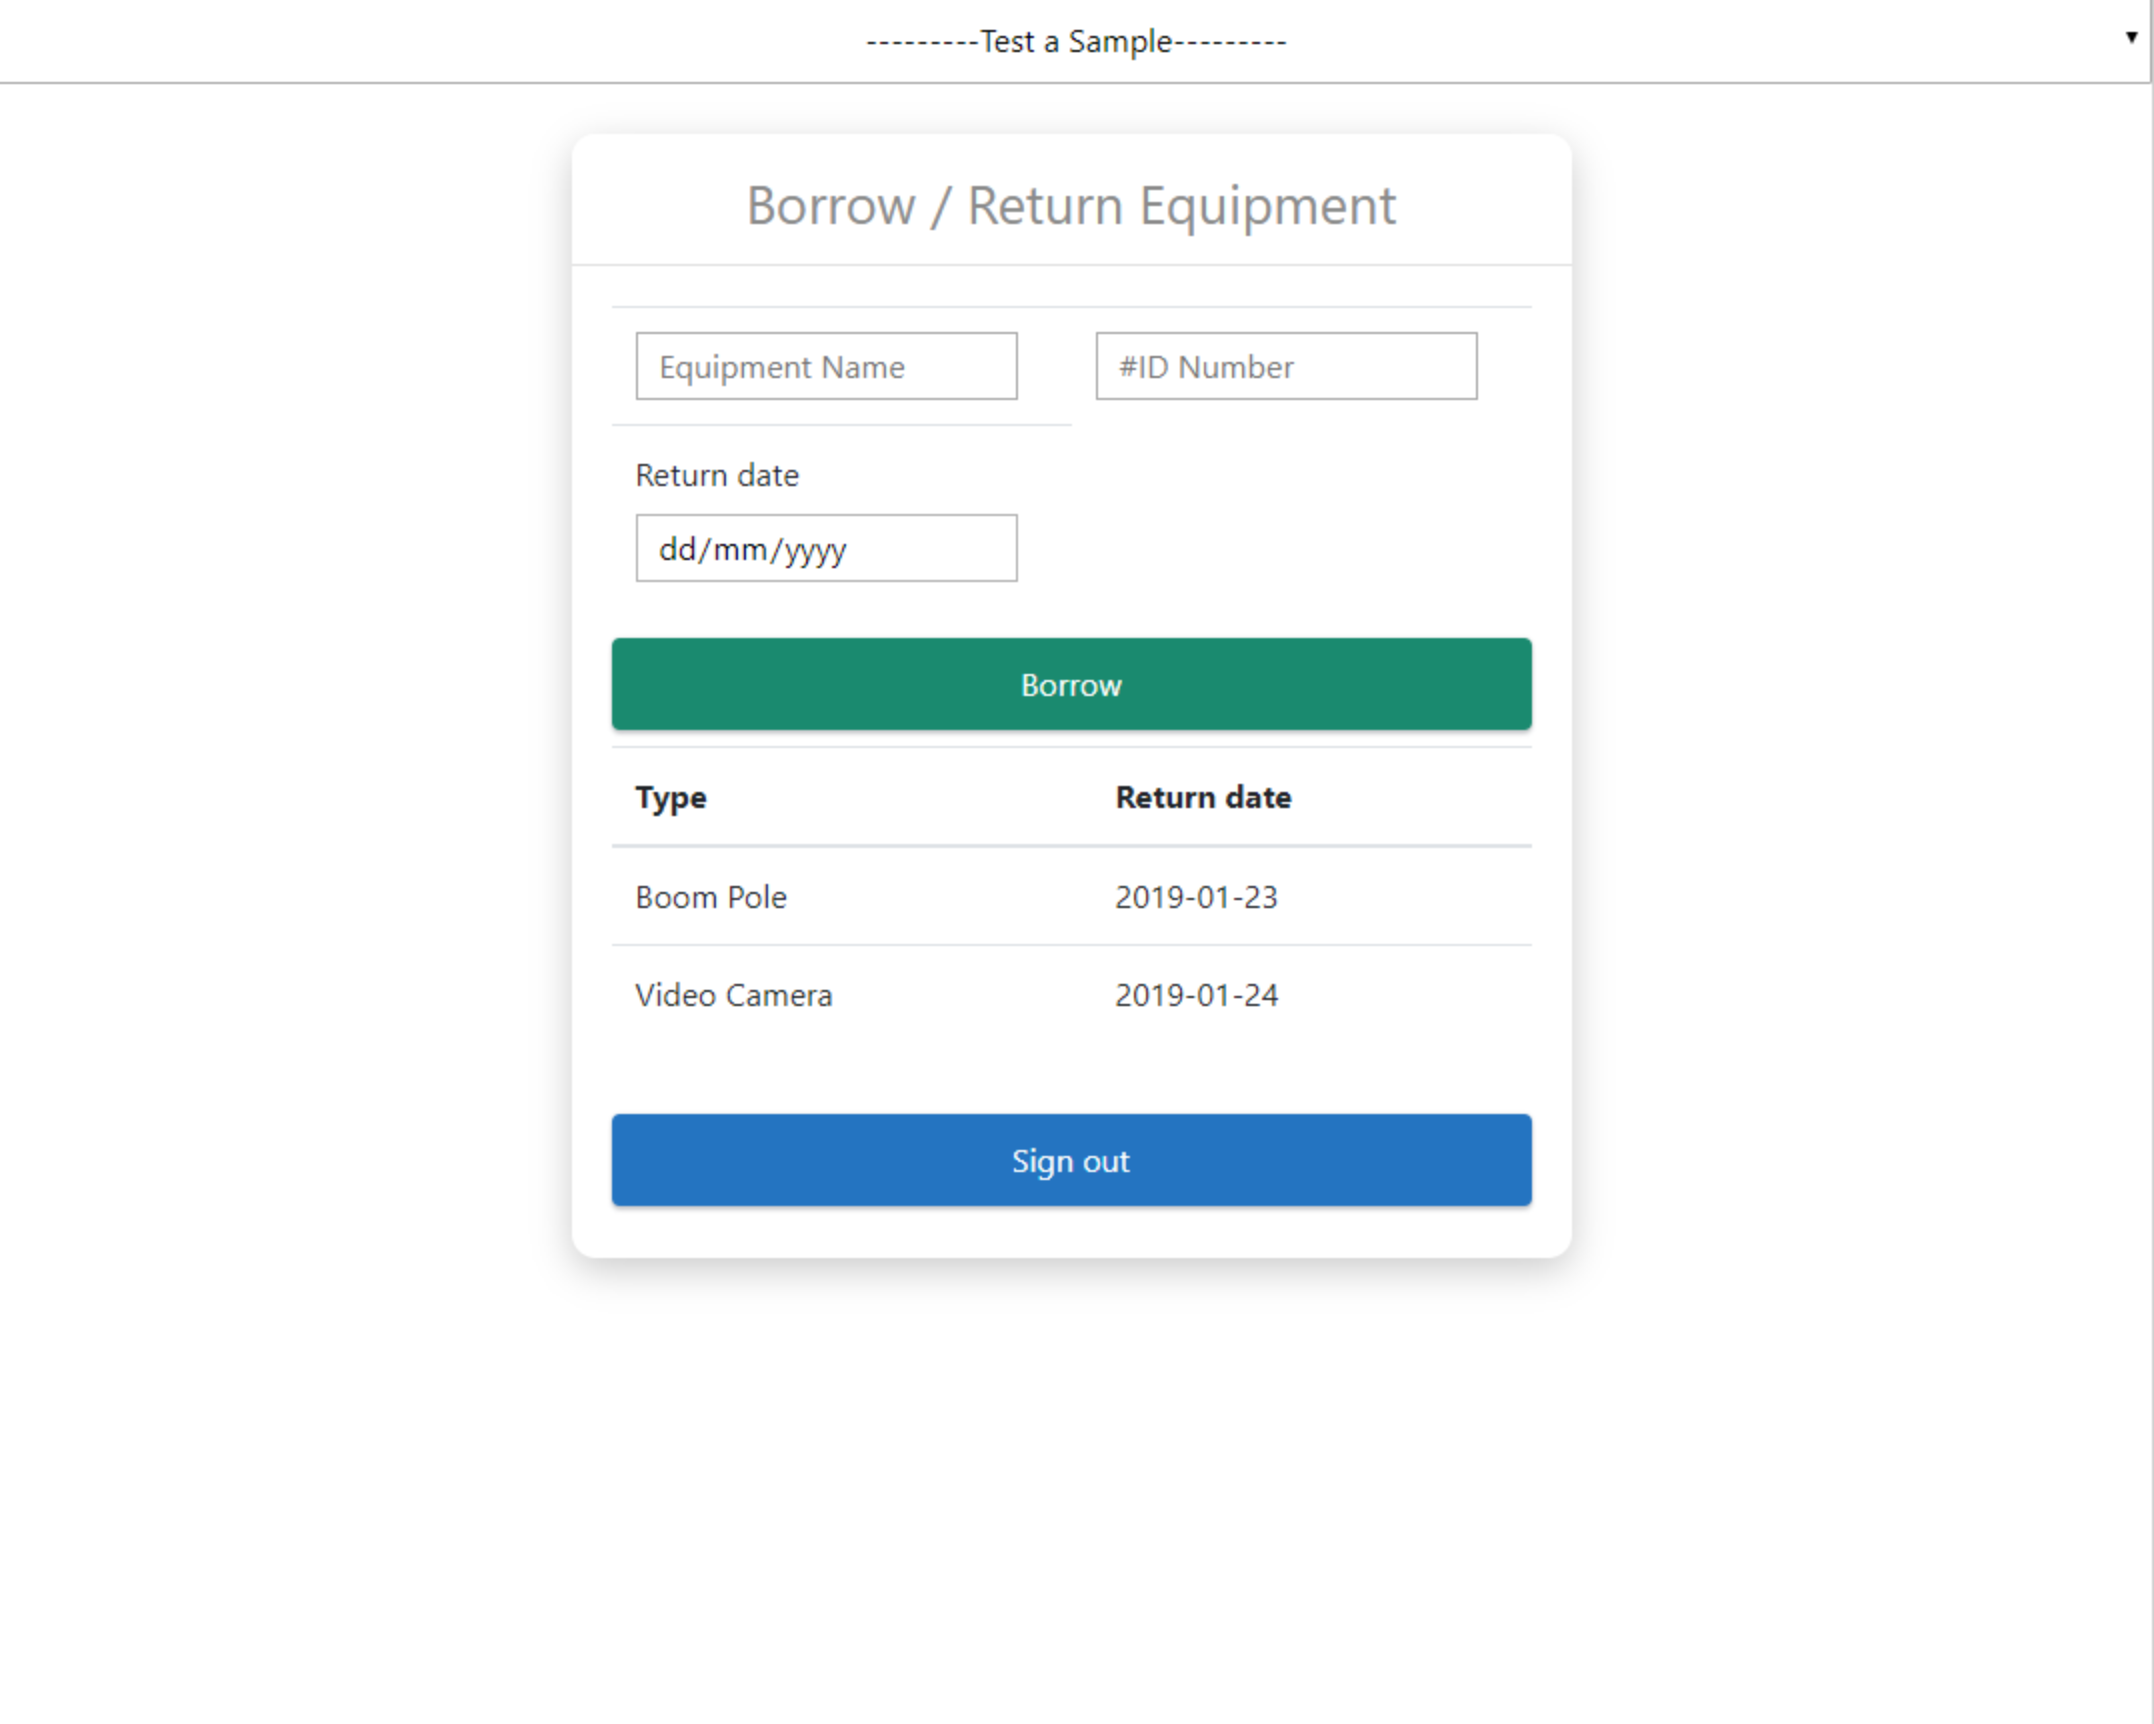 ---------Test a Sample---------
Borrow / Return Equipment
Equipment Name #ID Number
Return date
dd/mm/yyyy
Borrow
Type Return date
Boom Pole 2019-01-23
Video Camera 2019-01-24
Sign out